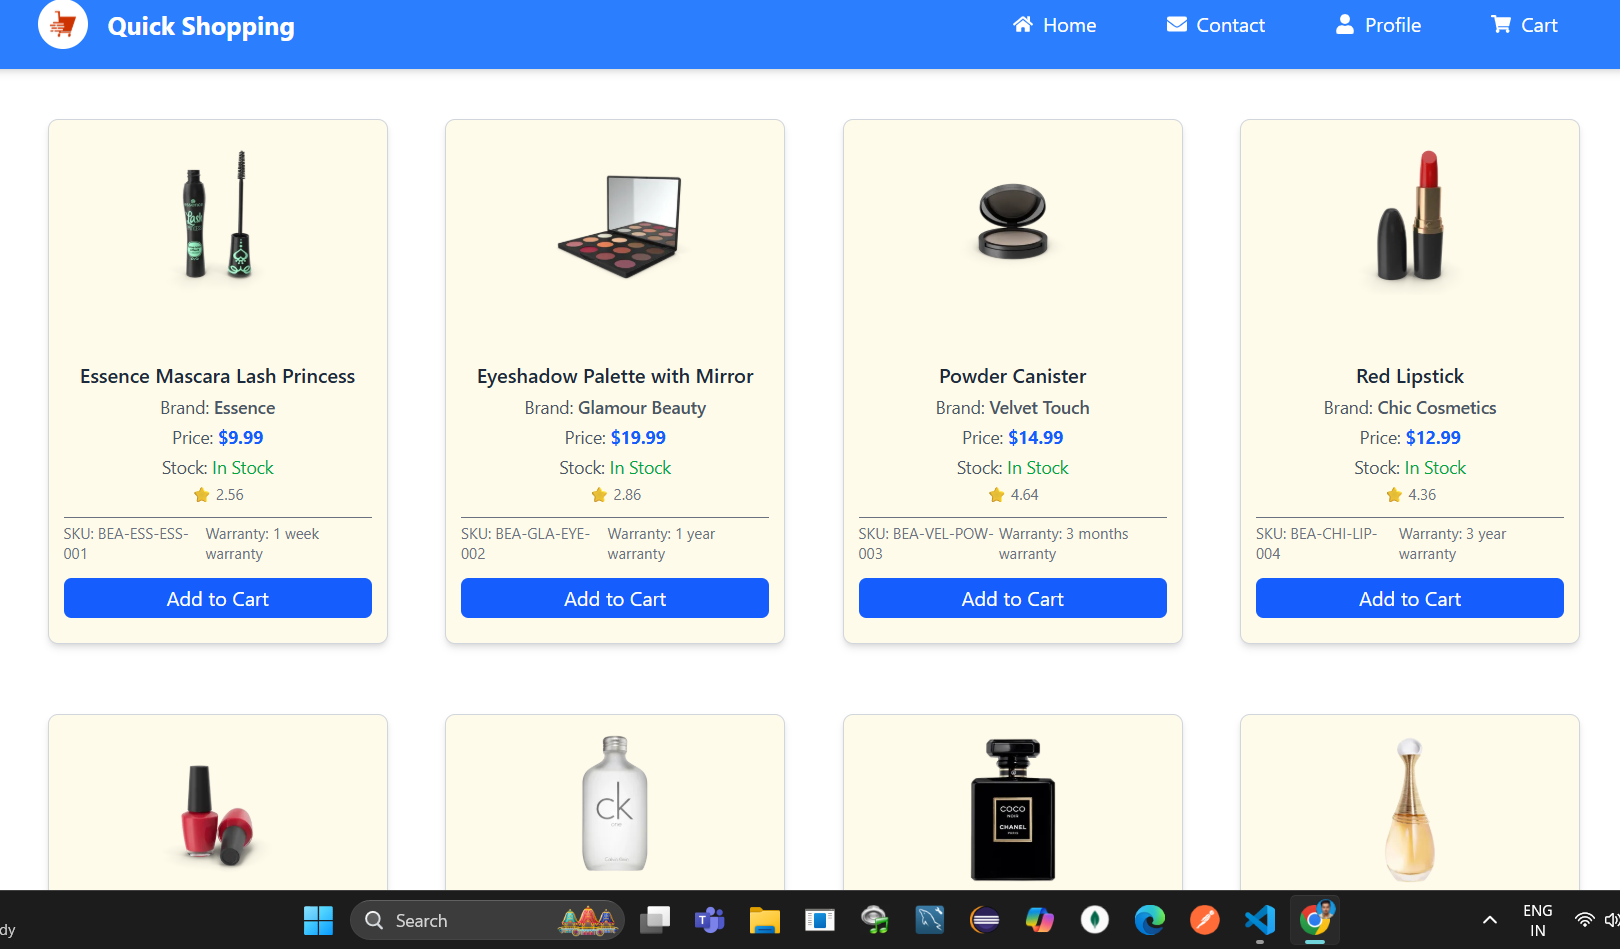 Quick Shopping
Home
Contact
Profile
Cart
Essence Mascara Lash Princess
Brand: Essence
Price: $9.99
Stock: In Stock
2.56
SKU: BEA-ESS-ESS-
001
Warranty: 1 week
warranty
Add to Cart
Eyeshadow Palette with Mirror
Brand: Glamour Beauty
Price: $19.99
Stock: In Stock
2.86
SKU: BEA-GLA-EYE-
002
Warranty: 1 year
warranty
Add to Cart
Powder Canister
Brand: Velvet Touch
Price: $14.99
Stock: In Stock
4.64
SKU: BEA-VEL-POW-
003
Warranty: 3 months
warranty
Add to Cart
Red Lipstick
Brand: Chic Cosmetics
Price: $12.99
Stock: In Stock
4.36
SKU: BEA-CHI-LIP-
004
Warranty: 3 year
warranty
Add to Cart
ck
one
COCO
NOIR
CHANEL
dy
Search
ENG
IN